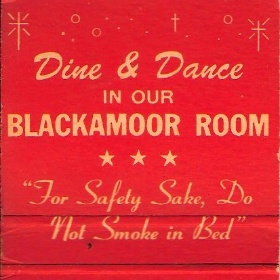 Dine & Dance
IN OUR
BLACKAMOOR ROOM
"For Safety Sake, Do
Not Smoke in Bed"